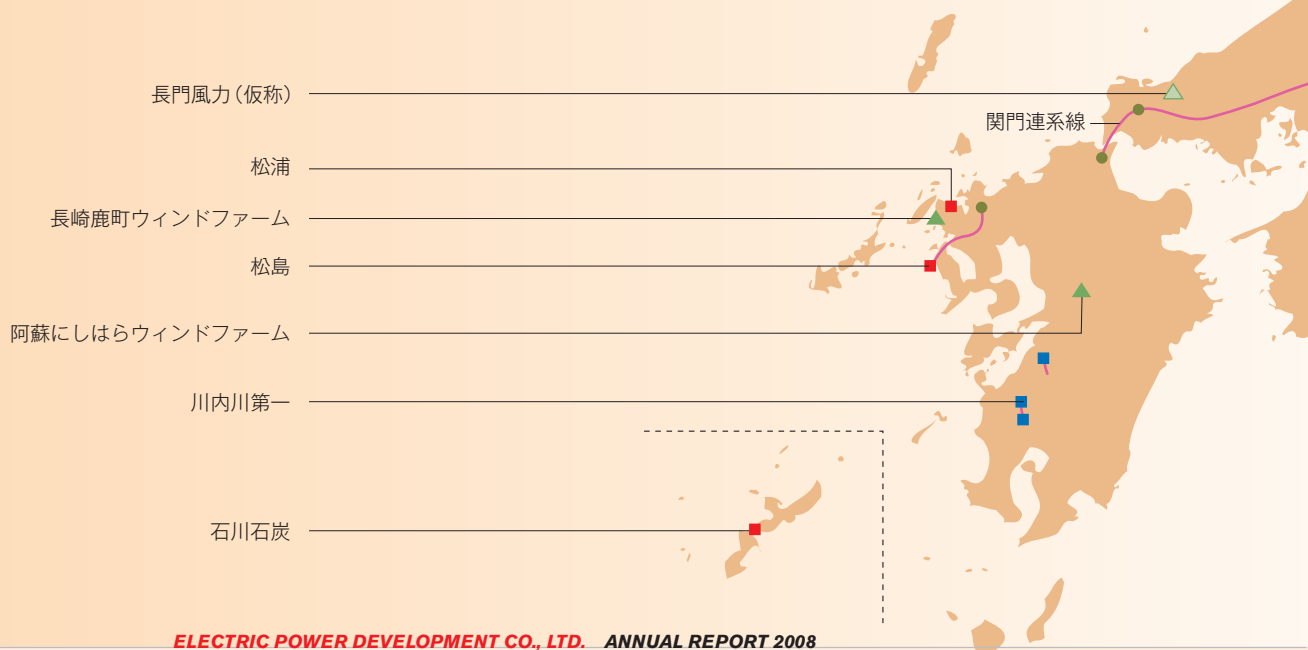 長門風力（仮称）
関門連系線
松浦
長崎鹿町ウィンドファーム
松島
阿蘇にしはらウィンドファーム
川内川第一
石川石炭
ELECTRIC POWER DEVELOPMENT CO., LTD. ANNUAL REPORT 2008